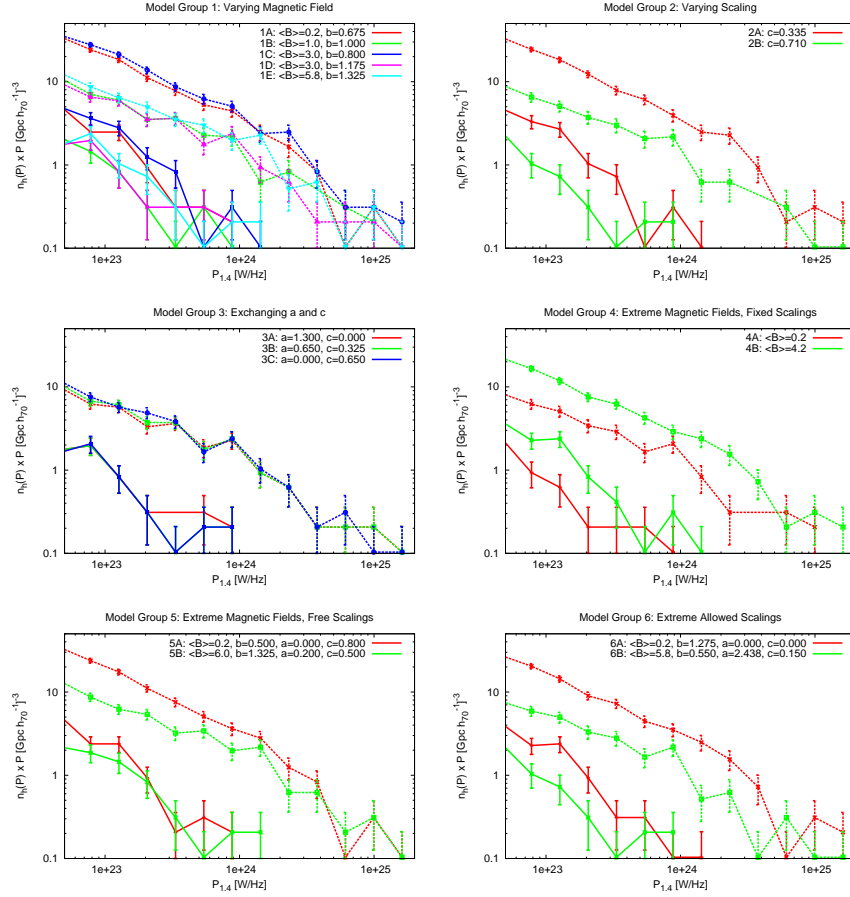 Model Group 1: Varying Magnetic Field
1A: <B>=0.2, b=0.675
1B: <B>=1.0, b=1.000
1C: <B>=3.0, b=0.800
1D: <B>=3.0, b=1.175
1E: <B>=5.8, b=1.325
n_h(P) x P [Gpc h_70^-1]^-3
10
1
0.1
1e+23
1e+24
1e+25
P_1.4 [W/Hz]
Model Group 2: Varying Scaling
2A: c=0.335
2B: c=0.710
n_h(P) x P [Gpc h_70^-1]^-3
10
1
0.1
1e+23
1e+24
1e+25
P_1.4 [W/Hz]
Model Group 3: Exchanging a and c
3A: a=1.300, c=0.000
3B: a=0.650, c=0.325
3C: a=0.000, c=0.650
n_h(P) x P [Gpc h_70^-1]^-3
10
1
0.1
1e+23
1e+24
1e+25
P_1.4 [W/Hz]
Model Group 4: Extreme Magnetic Fields, Fixed Scalings
4A: <B>=0.2
4B: <B>=4.2
n_h(P) x P [Gpc h_70^-1]^-3
10
1
0.1
1e+23
1e+24
1e+25
P_1.4 [W/Hz]
Model Group 5: Extreme Magnetic Fields, Free Scalings
5A: <B>=0.2, b=0.500, a=0.000, c=0.800
5B: <B>=6.0, b=1.325, a=0.200, c=0.500
n_h(P) x P [Gpc h_70^-1]^-3
10
1
0.1
1e+23
1e+24
1e+25
P_1.4 [W/Hz]
Model Group 6: Extreme Allowed Scalings
6A: <B>=0.2, b=1.275, a=0.000, c=0.000
6B: <B>=5.8, b=0.550, a=2.438, c=0.150
n_h(P) x P [Gpc h_70^-1]^-3
10
1
0.1
1e+23
1e+24
1e+25
P_1.4 [W/Hz]